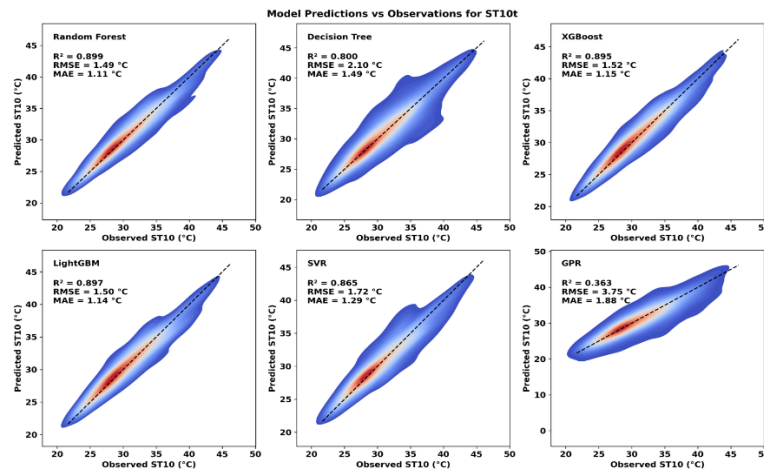 Model Predictions vs Observations for ST10t
Random Forest
R² = 0.899
RMSE = 1.49 °C
MAE = 1.11 °C
Predicted ST10 (°C)
45
40
35
30
25
20
20 25 30 35 40 45 50
Observed ST10 (°C)
Decision Tree
R² = 0.800
RMSE = 2.10 °C
MAE = 1.49 °C
Predicted ST10 (°C)
45
40
35
30
25
20
20 25 30 35 40 45 50
Observed ST10 (°C)
XGBoost
R² = 0.895
RMSE = 1.52 °C
MAE = 1.15 °C
Predicted ST10 (°C)
45
40
35
30
25
20
20 25 30 35 40 45 50
Observed ST10 (°C)
LightGBM
R² = 0.897
RMSE = 1.50 °C
MAE = 1.14 °C
Predicted ST10 (°C)
45
40
35
30
25
20
20 25 30 35 40 45 50
Observed ST10 (°C)
SVR
R² = 0.865
RMSE = 1.72 °C
MAE = 1.29 °C
Predicted ST10 (°C)
45
40
35
30
25
20
20 25 30 35 40 45 50
Observed ST10 (°C)
GPR
R² = 0.363
RMSE = 3.75 °C
MAE = 1.88 °C
Predicted ST10 (°C)
50
40
30
20
10
0
20 25 30 35 40 45 50
Observed ST10 (°C)